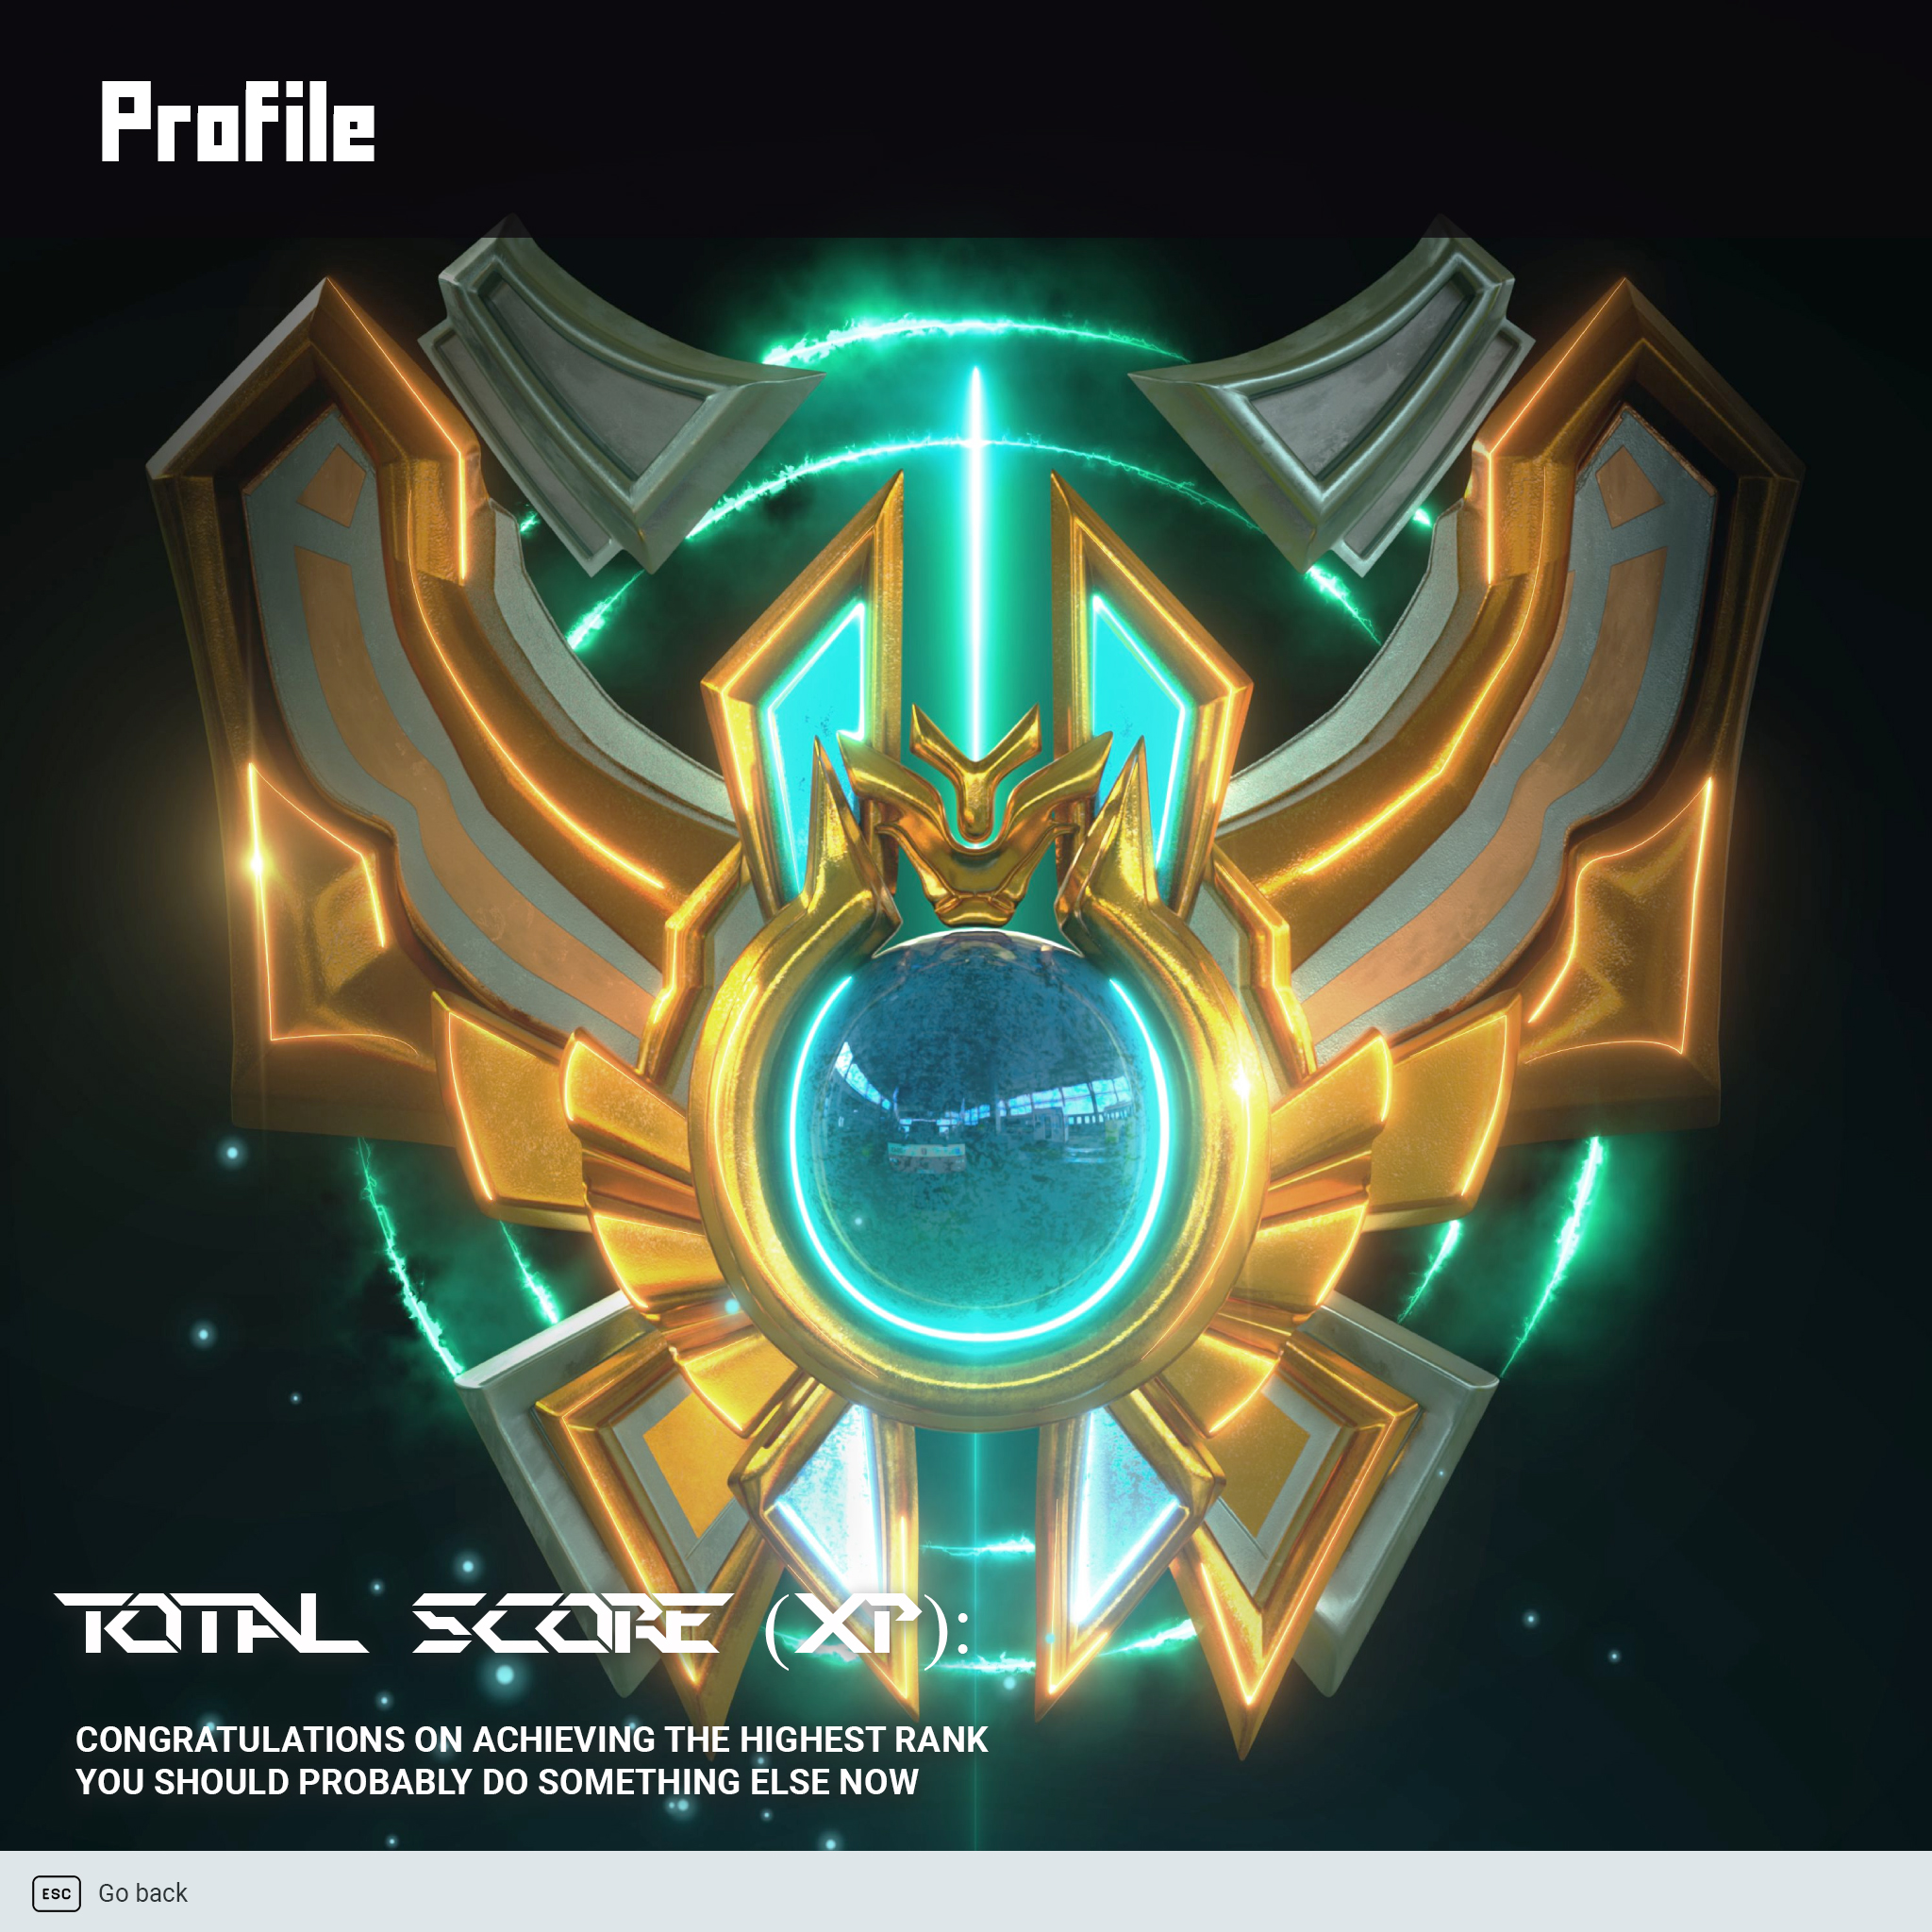 Profile
TOTAL SCORE (XP):
CONGRATULATIONS ON ACHIEVING THE HIGHEST RANK
YOU SHOULD PROBABLY DO SOMETHING ELSE NOW
ESC Go back